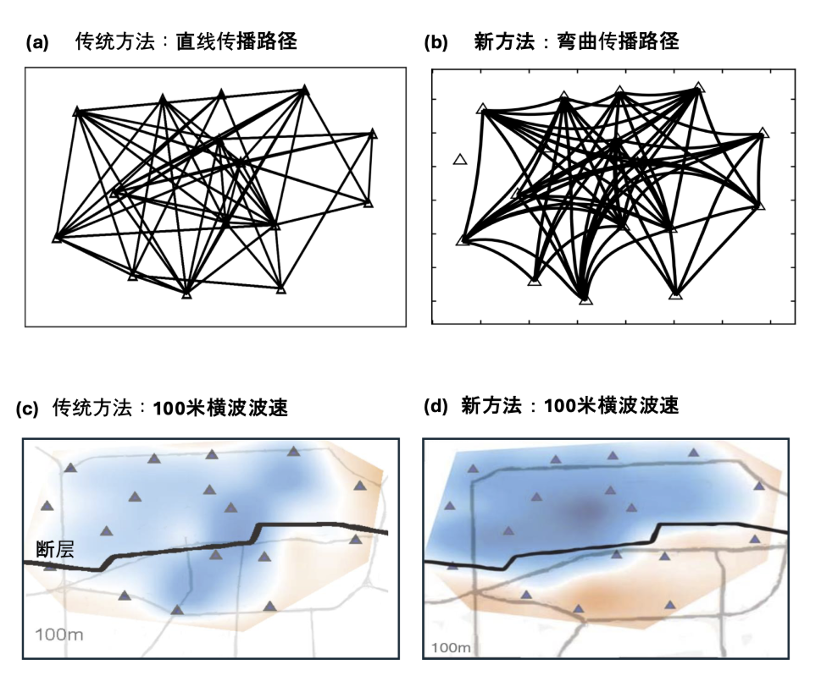 (a) 传统方法：直线传播路径
(b) 新方法：弯曲传播路径
(c) 传统方法：100米横波波速
(d) 新方法：100米横波波速
断层
100m
100m